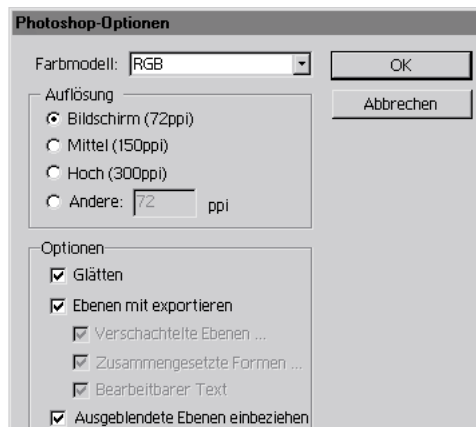 Photoshop-Optionen
Farbmodell: RGB
OK
Abbrechen
Auflösung
Bildschirm (72ppi)
Mittel (150ppi)
Hoch (300ppi)
Andere: 72 ppi
Optionen
Glätten
Ebenen mit exportieren
Verschachtelte Ebenen ...
Zusammengesetzte Formen ...
Bearbeitbarer Text
Ausgeblendete Ebenen einbeziehen